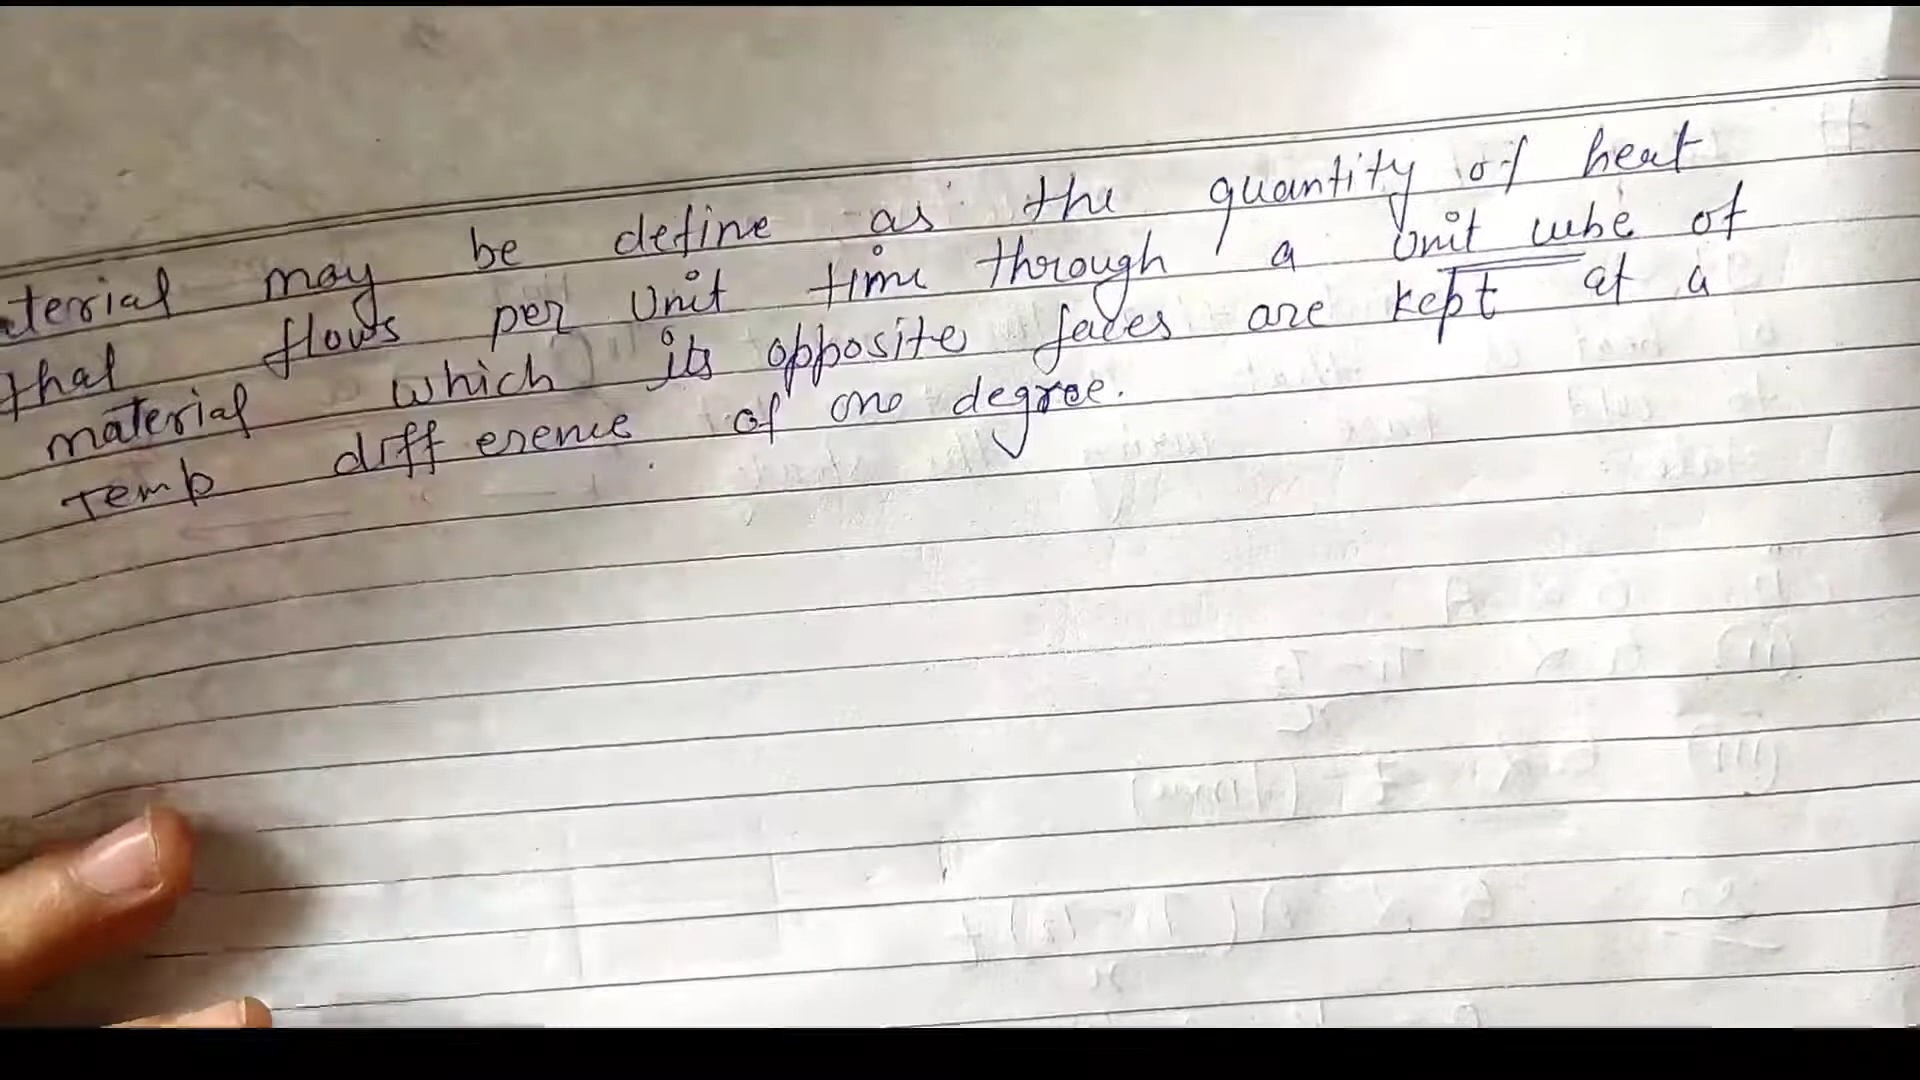 terial may be define as the quantity of heat
that flows per unit time through a unit cube of
material which its opposite faces are kept at a
Temp difference of one degree.